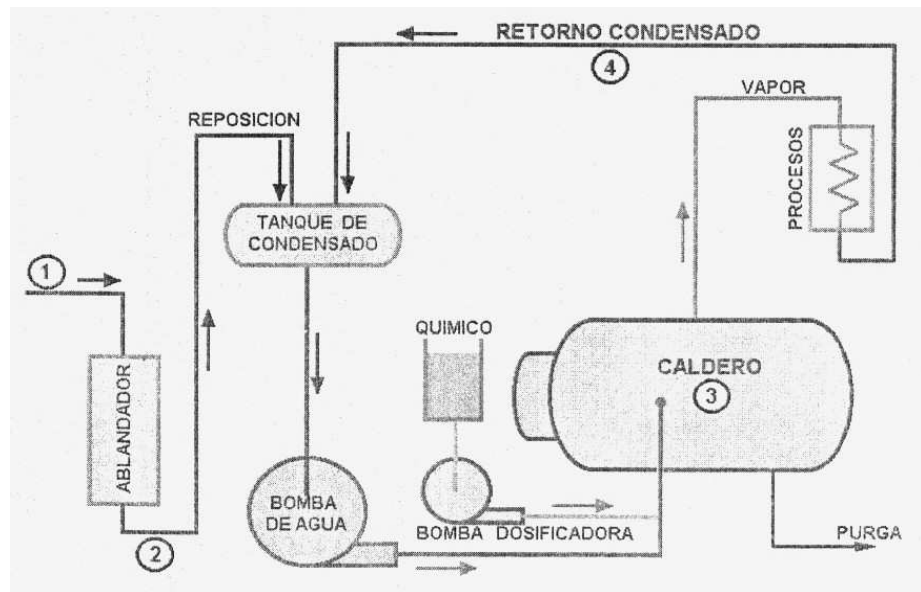 RETORNO CONDENSADO
4
VAPOR
REPOSICION
PROCESOS
TANQUE DE
CONDENSADO
1
QUIMICO
CALDERO
3
ABLANDADOR
BOMBA
DE AGUA
BOMBA DOSIFICADORA
PURGA
2